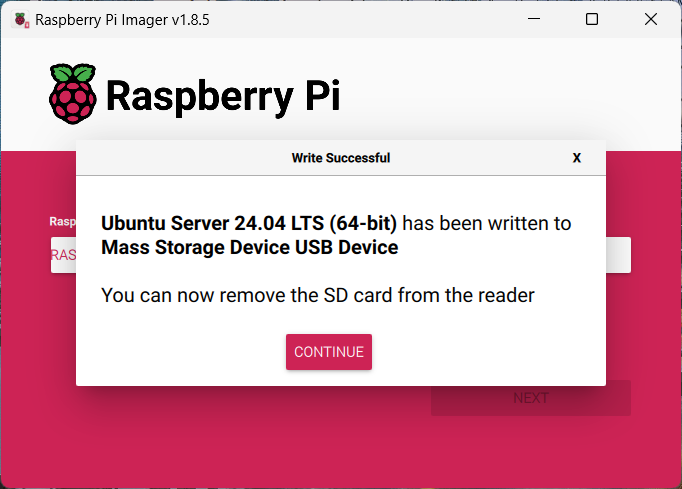 Raspberry Pi Imager v1.8.5
Raspberry Pi
Write Successful
X
Rasp
RAS
Ubuntu Server 24.04 LTS (64-bit) has been written to
Mass Storage Device USB Device
You can now remove the SD card from the reader
CONTINUE
NEXT